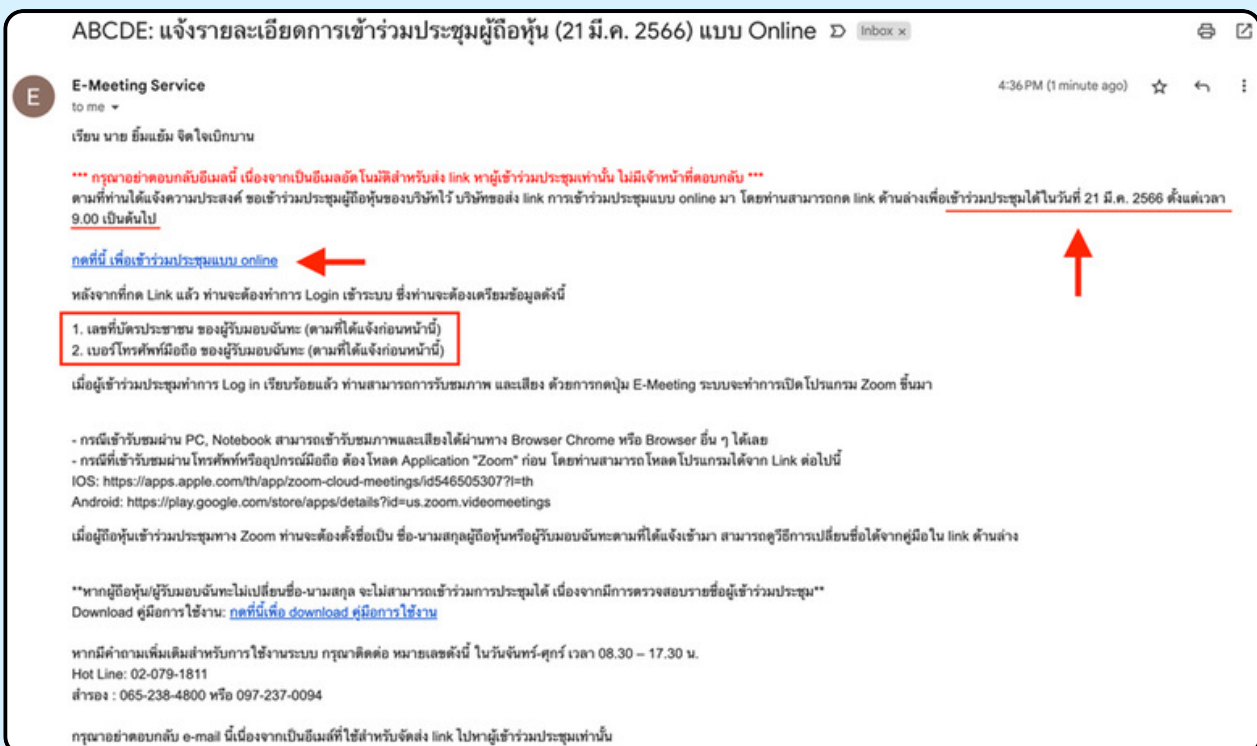 ABCDE: แจ้งรายละเอียดการเข้าร่วมประชุมผู้ถือหุ้น (21 มี.ค. 2566) แบบ Online Inbox x
E
E-Meeting Service
4:36 PM (1 minute ago)
to me
เรียน นาย ยิ้มแย้ม จิตใจเบิกบาน
*** กรุณาอย่าตอบกลับอีเมลนี้ เนื่องจากเป็นอีเมลอัตโนมัติสำหรับส่ง link หาผู้เข้าร่วมประชุมเท่านั้น ไม่มีเจ้าหน้าที่ตอบกลับ ***
ตามที่ท่านได้แจ้งความประสงค์ ขอเข้าร่วมประชุมผู้ถือหุ้นของบริษัทไว้ บริษัทขอส่ง link การเข้าร่วมประชุมแบบ online มา โดยท่านสามารถกด link ด้านล่างเพื่อเข้าร่วมประชุมได้ในวันที่ 21 มี.ค. 2566 ตั้งแต่เวลา
9.00 เป็นต้นไป
กดที่นี้ เพื่อเข้าร่วมประชุมแบบ online
หลังจากที่กด Link แล้ว ท่านจะต้องทำการ Login เข้าระบบ ซึ่งท่านจะต้องเตรียมข้อมูลดังนี้
1. เลขที่บัตรประชาชน ของผู้รับมอบฉันทะ (ตามที่ได้แจ้งก่อนหน้านี้)
2. เบอร์โทรศัพท์มือถือ ของผู้รับมอบฉันทะ (ตามที่ได้แจ้งก่อนหน้านี้)
เมื่อผู้เข้าร่วมประชุมทำการ Log in เรียบร้อยแล้ว ท่านสามารถการรับชมภาพ และเสียง ด้วยการกดปุ่ม E-Meeting ระบบจะทำการเปิดโปรแกรม Zoom ขึ้นมา
- กรณีเข้ารับชมผ่าน PC, Notebook สามารถเข้ารับชมภาพและเสียงได้ผ่านทาง Browser Chrome หรือ Browser อื่น ๆ ได้เลย
- กรณีที่เข้ารับชมผ่านโทรศัพท์หรืออุปกรณ์มือถือ ต้องโหลด Application "Zoom" ก่อน โดยท่านสามารถโหลดโปรแกรมได้จาก Link ต่อไปนี้
IOS: https://apps.apple.com/th/app/zoom-cloud-meetings/id546505307?l=th
Android: https://play.google.com/store/apps/details?id=us.zoom.videomeetings
เมื่อผู้ถือหุ้นเข้าร่วมประชุมทาง Zoom ท่านจะต้องตั้งชื่อเป็น ชื่อ-นามสกุลผู้ถือหุ้นหรือผู้รับมอบฉันทะตามที่ได้แจ้งเข้ามา สามารถดูวิธีการเปลี่ยนชื่อได้จากคู่มือใน link ด้านล่าง
**หากผู้ถือหุ้น/ผู้รับมอบฉันทะไม่เปลี่ยนชื่อ-นามสกุล จะไม่สามารถเข้าร่วมการประชุมได้ เนื่องจากมีการตรวจสอบรายชื่อผู้เข้าร่วมประชุม**
Download คู่มือการใช้งาน: กดที่นี้เพื่อ download คู่มือการใช้งาน
หากมีคำถามเพิ่มเติมสำหรับการใช้งานระบบ กรุณาติดต่อ หมายเลขดังนี้ ในวันจันทร์-ศุกร์ เวลา 08.30 – 17.30 น.
Hot Line: 02-079-1811
สำรอง : 065-238-4800 หรือ 097-237-0094
กรุณาอย่าตอบกลับ e-mail นี้เนื่องจากเป็นอีเมล์ที่ใช้สำหรับจัดส่ง link ไปหาผู้เข้าร่วมประชุมเท่านั้น